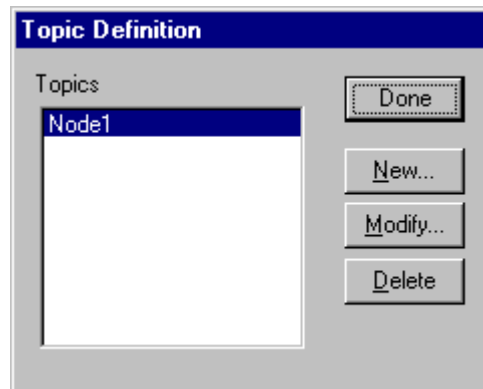 Topic Definition
Topics
Node1
Done
New...
Modify...
Delete